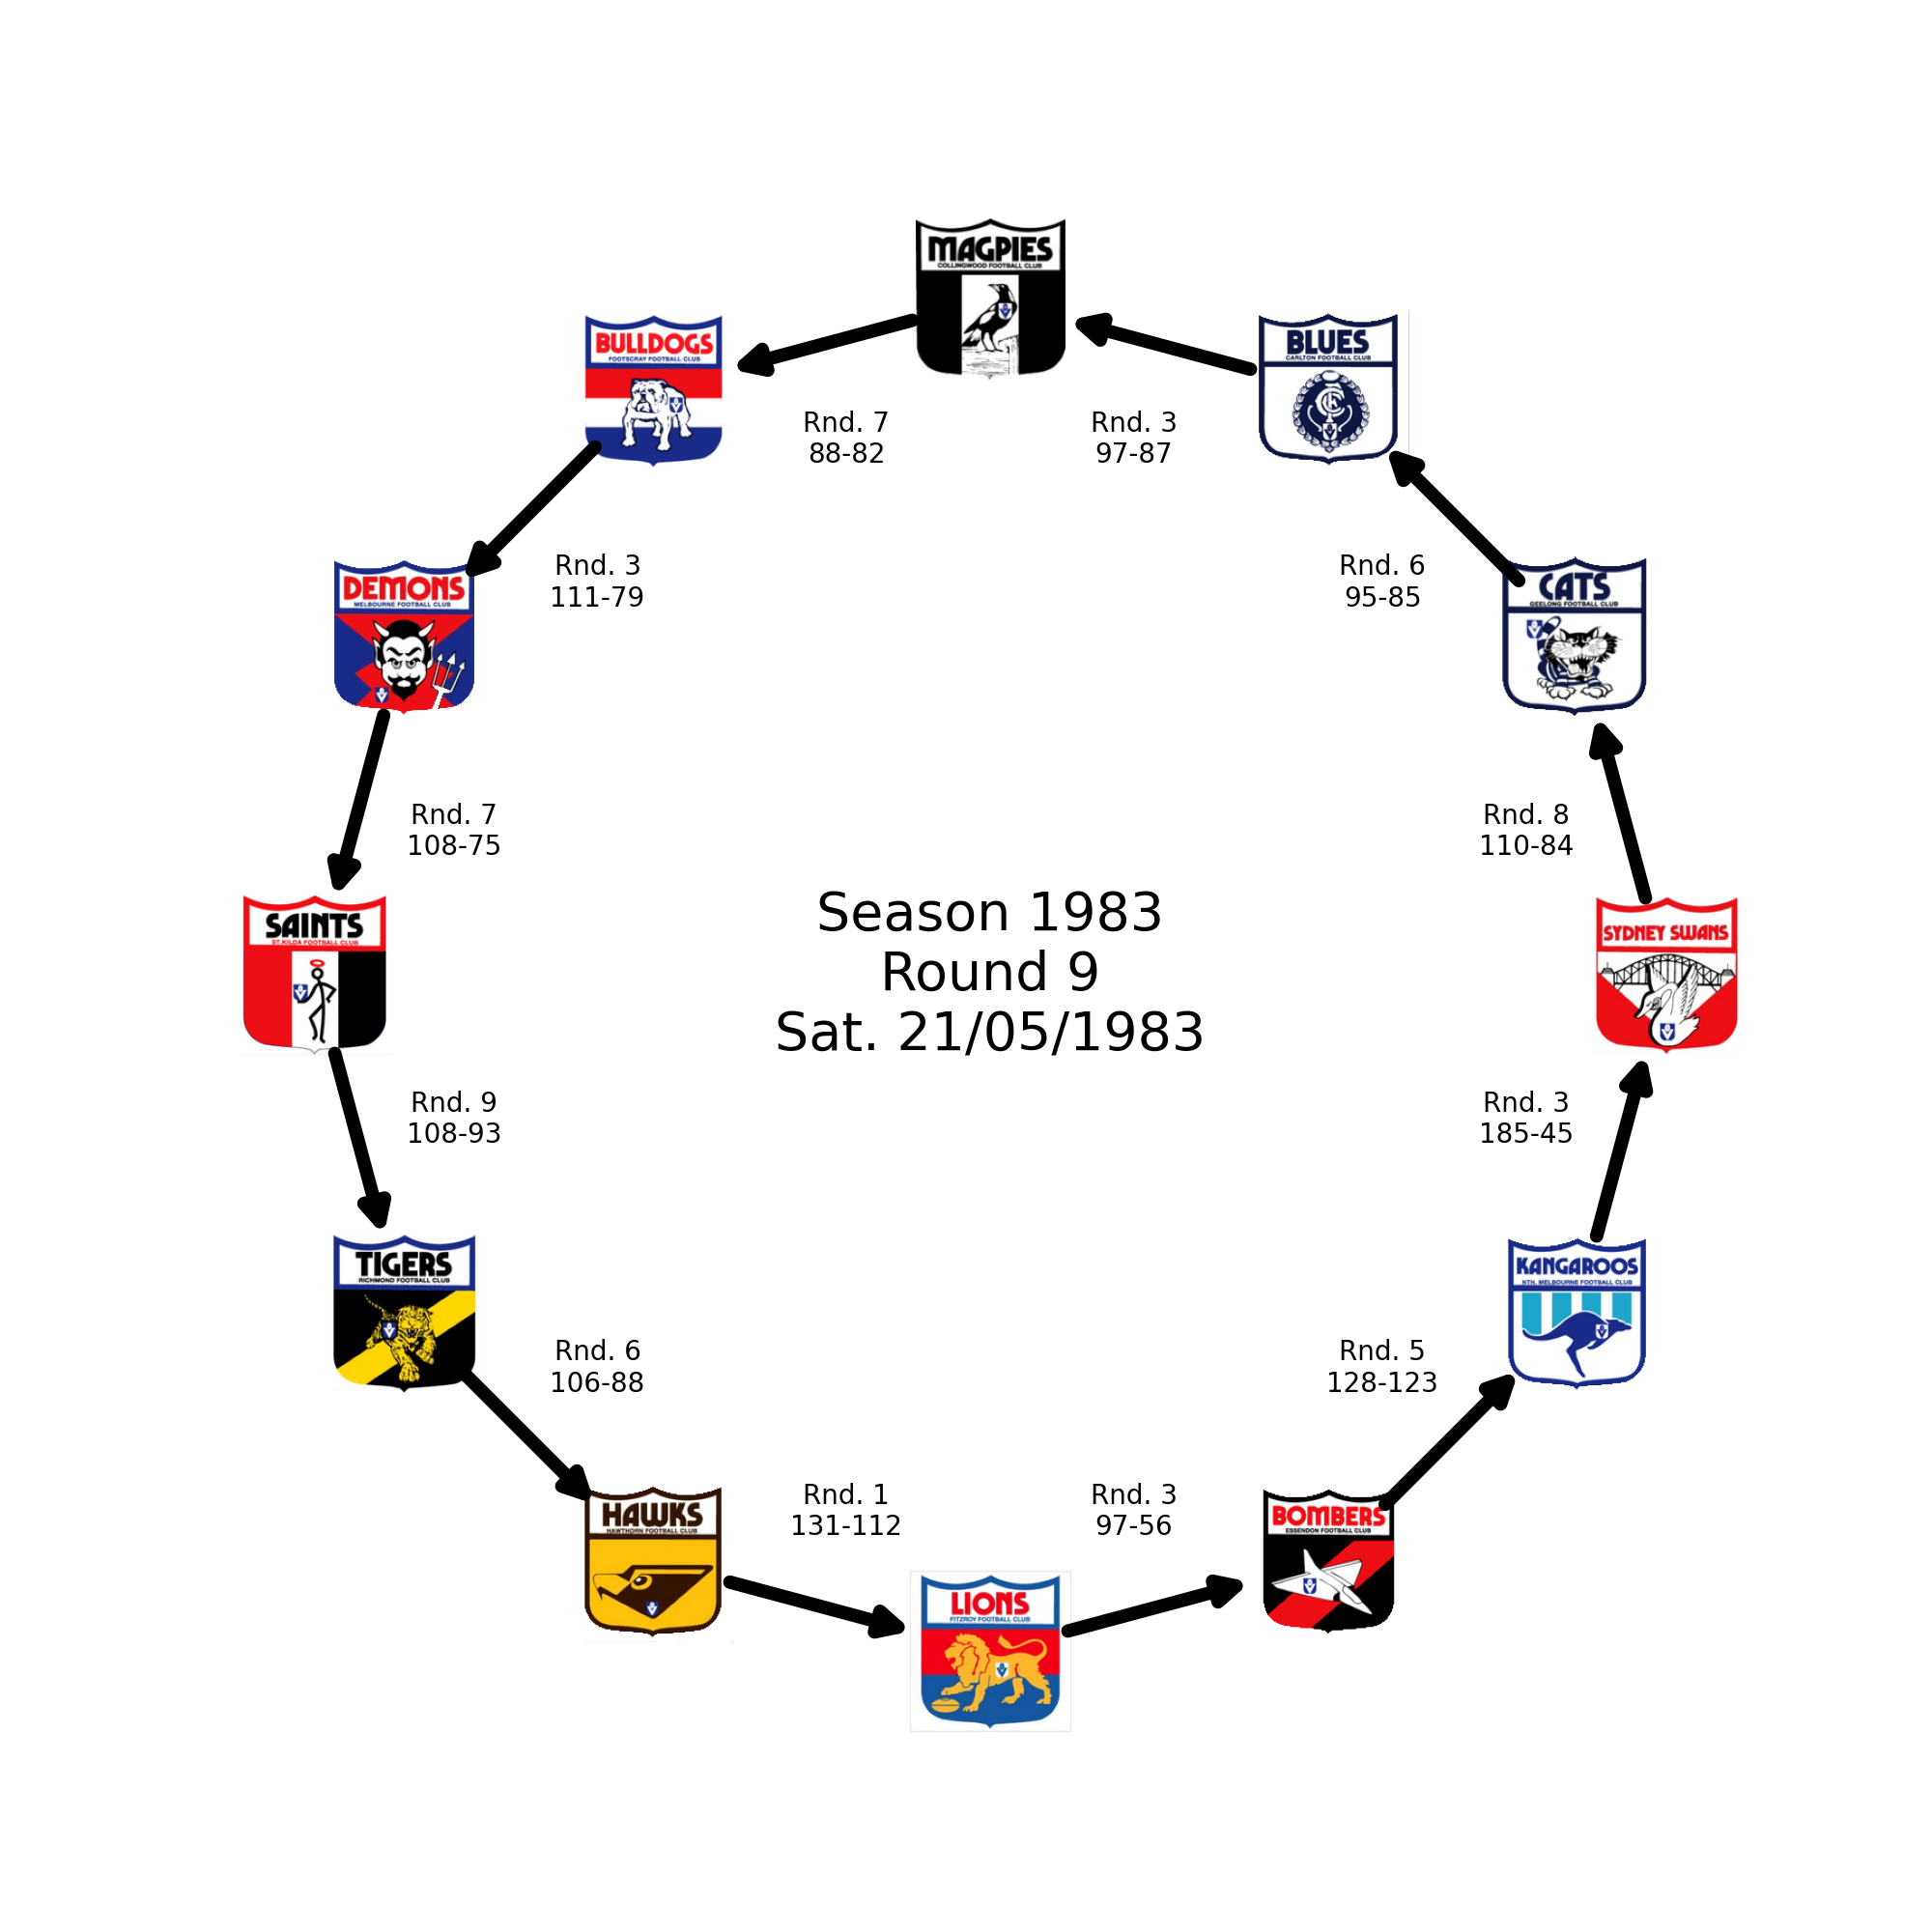 MAGPIES
COLLINGWOOD FOOTBALL CLUB
BULLDOGS
FOOTSCRAY FOOTBALL CLUB
BLUES
CARLTON FOOTBALL CLUB
Rnd. 7
88-82
Rnd. 3
97-87
DEMONS
MELBOURNE FOOTBALL CLUB
Rnd. 3
111-79
Rnd. 6
95-85
CATS
GEELONG FOOTBALL CLUB
Rnd. 7
108-75
Rnd. 8
110-84
SAINTS
ST.KILDA FOOTBALL CLUB
Season 1983
Round 9
Sat. 21/05/1983
SYDNEY SWANS
Rnd. 9
108-93
Rnd. 3
185-45
TIGERS
RICHMOND FOOTBALL CLUB
KANGAROOS
NTH. MELBOURNE FOOTBALL CLUB
Rnd. 6
106-88
Rnd. 5
128-123
HAWKS
HAWTHORN FOOTBALL CLUB
Rnd. 1
131-112
Rnd. 3
97-56
BOMBERS
ESSENDON FOOTBALL CLUB
LIONS
FITZROY FOOTBALL CLUB